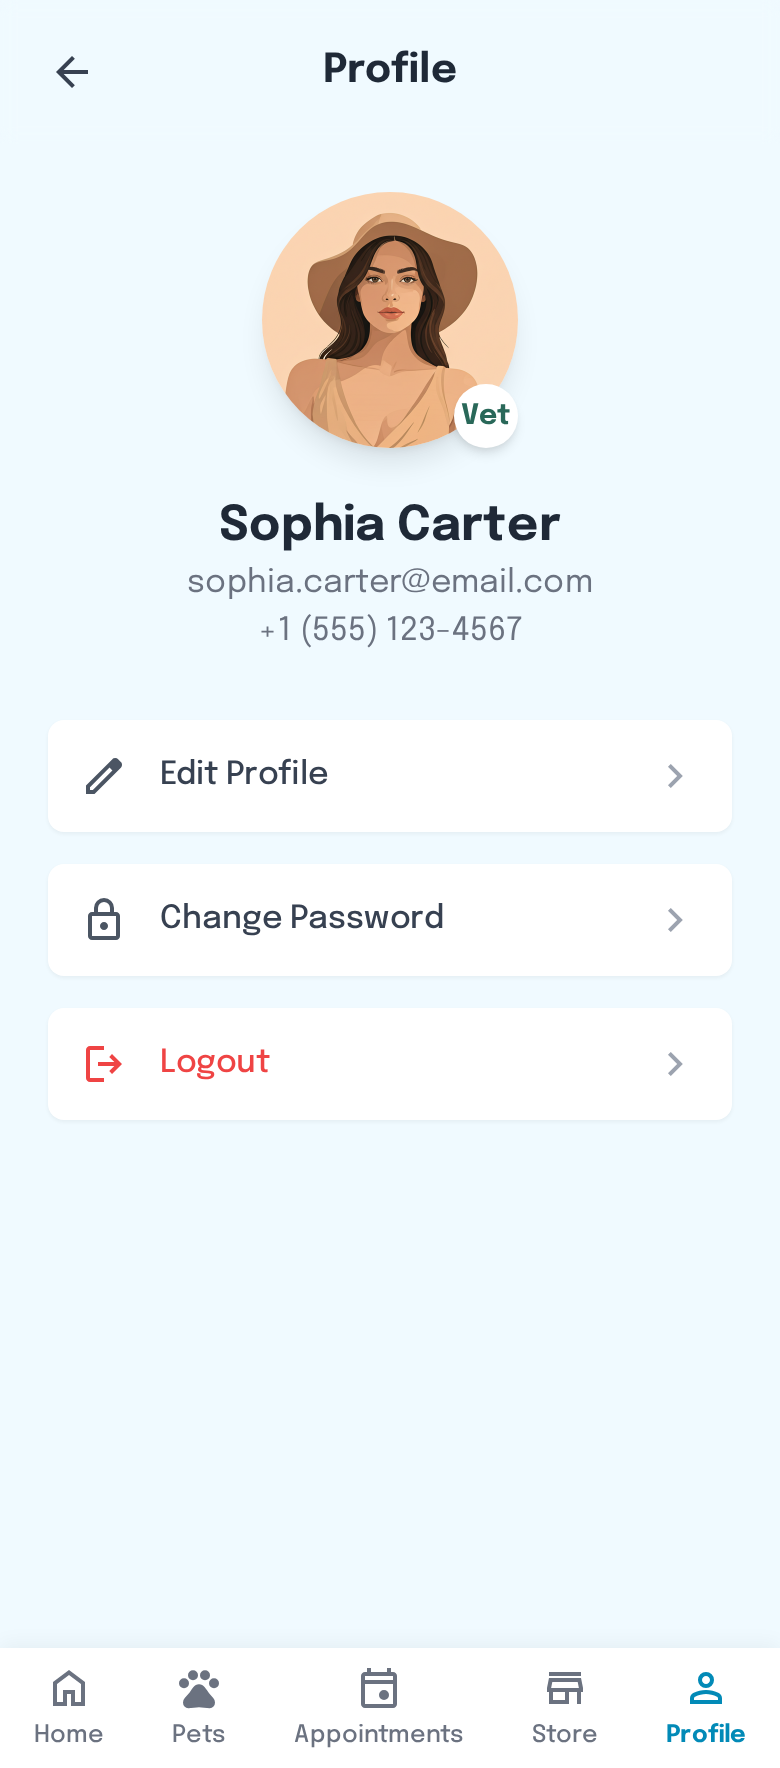 Profile
Vet
Sophia Carter
sophia.carter@email.com
+1 (555) 123-4567
Edit Profile
Change Password
Logout
Home
Pets
Appointments
Store
Profile